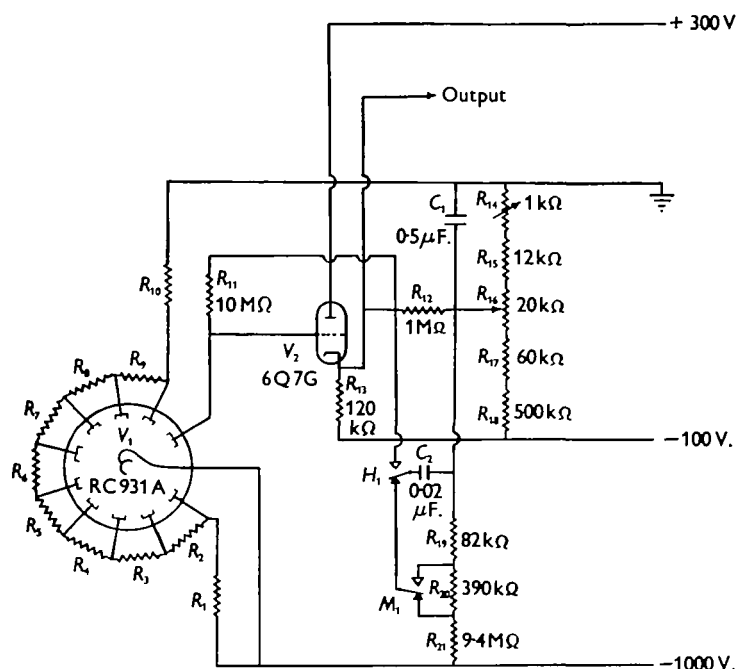 + 300 V.
Output
C₁
0·5 μF.
R₁₄
1 kΩ
R₁₅
12 kΩ
R₁₀
R₁₁
10 MΩ
R₁₂
1 MΩ
R₁₆
20 kΩ
V₂
6Q7G
R₁₃
120
kΩ
R₁₇
60 kΩ
R₁₈
500 kΩ
−100 V.
R₉
R₈
R₇
R₆
R₅
R₄
R₃
R₂
V₁
RC931A
R₁
H₁
C₂
0·02
μF.
R₁₉
82 kΩ
M₁
R₂₀
390 kΩ
R₂₁
9·4 MΩ
−1000 V.